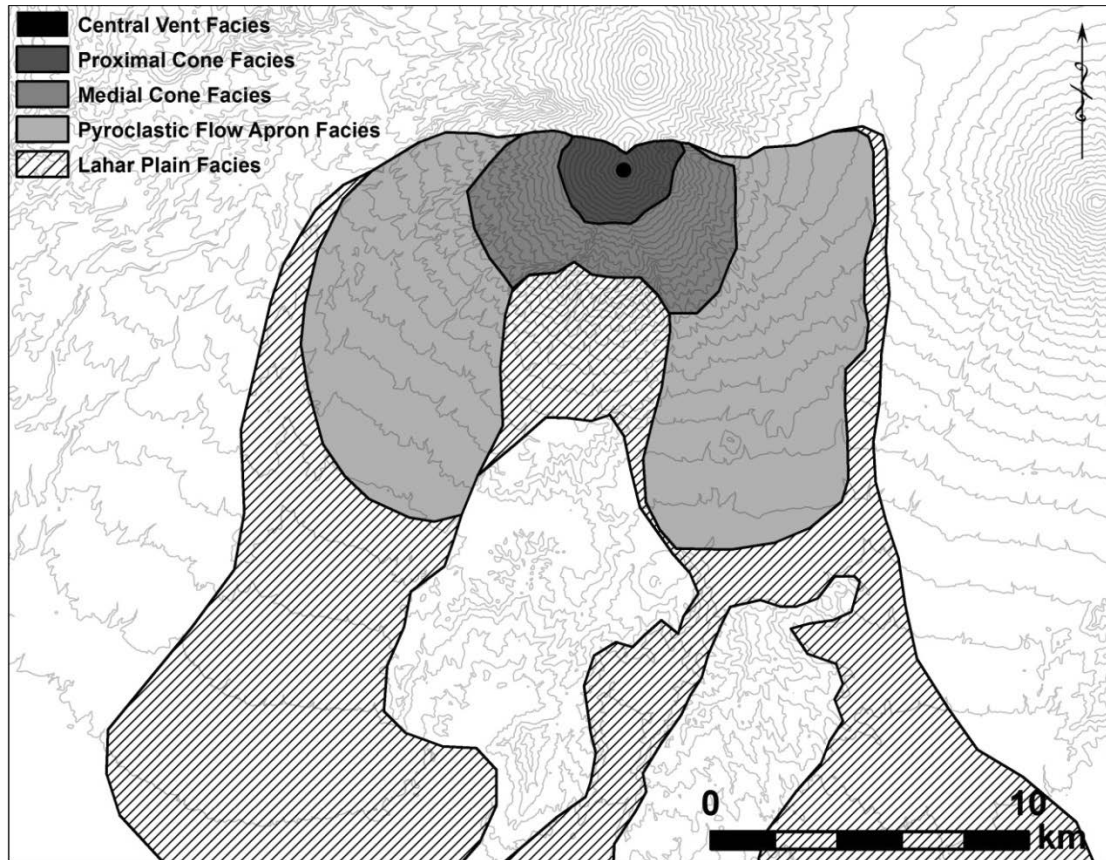 Central Vent Facies
Proximal Cone Facies
Medial Cone Facies
Pyroclastic Flow Apron Facies
Lahar Plain Facies
0 10
km